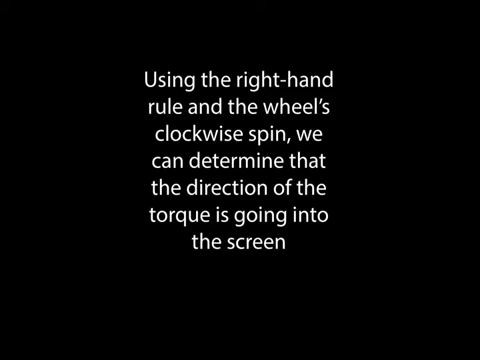 Using the right-hand
rule and the wheel’s
clockwise spin, we
can determine that
the direction of the
torque is going into
the screen